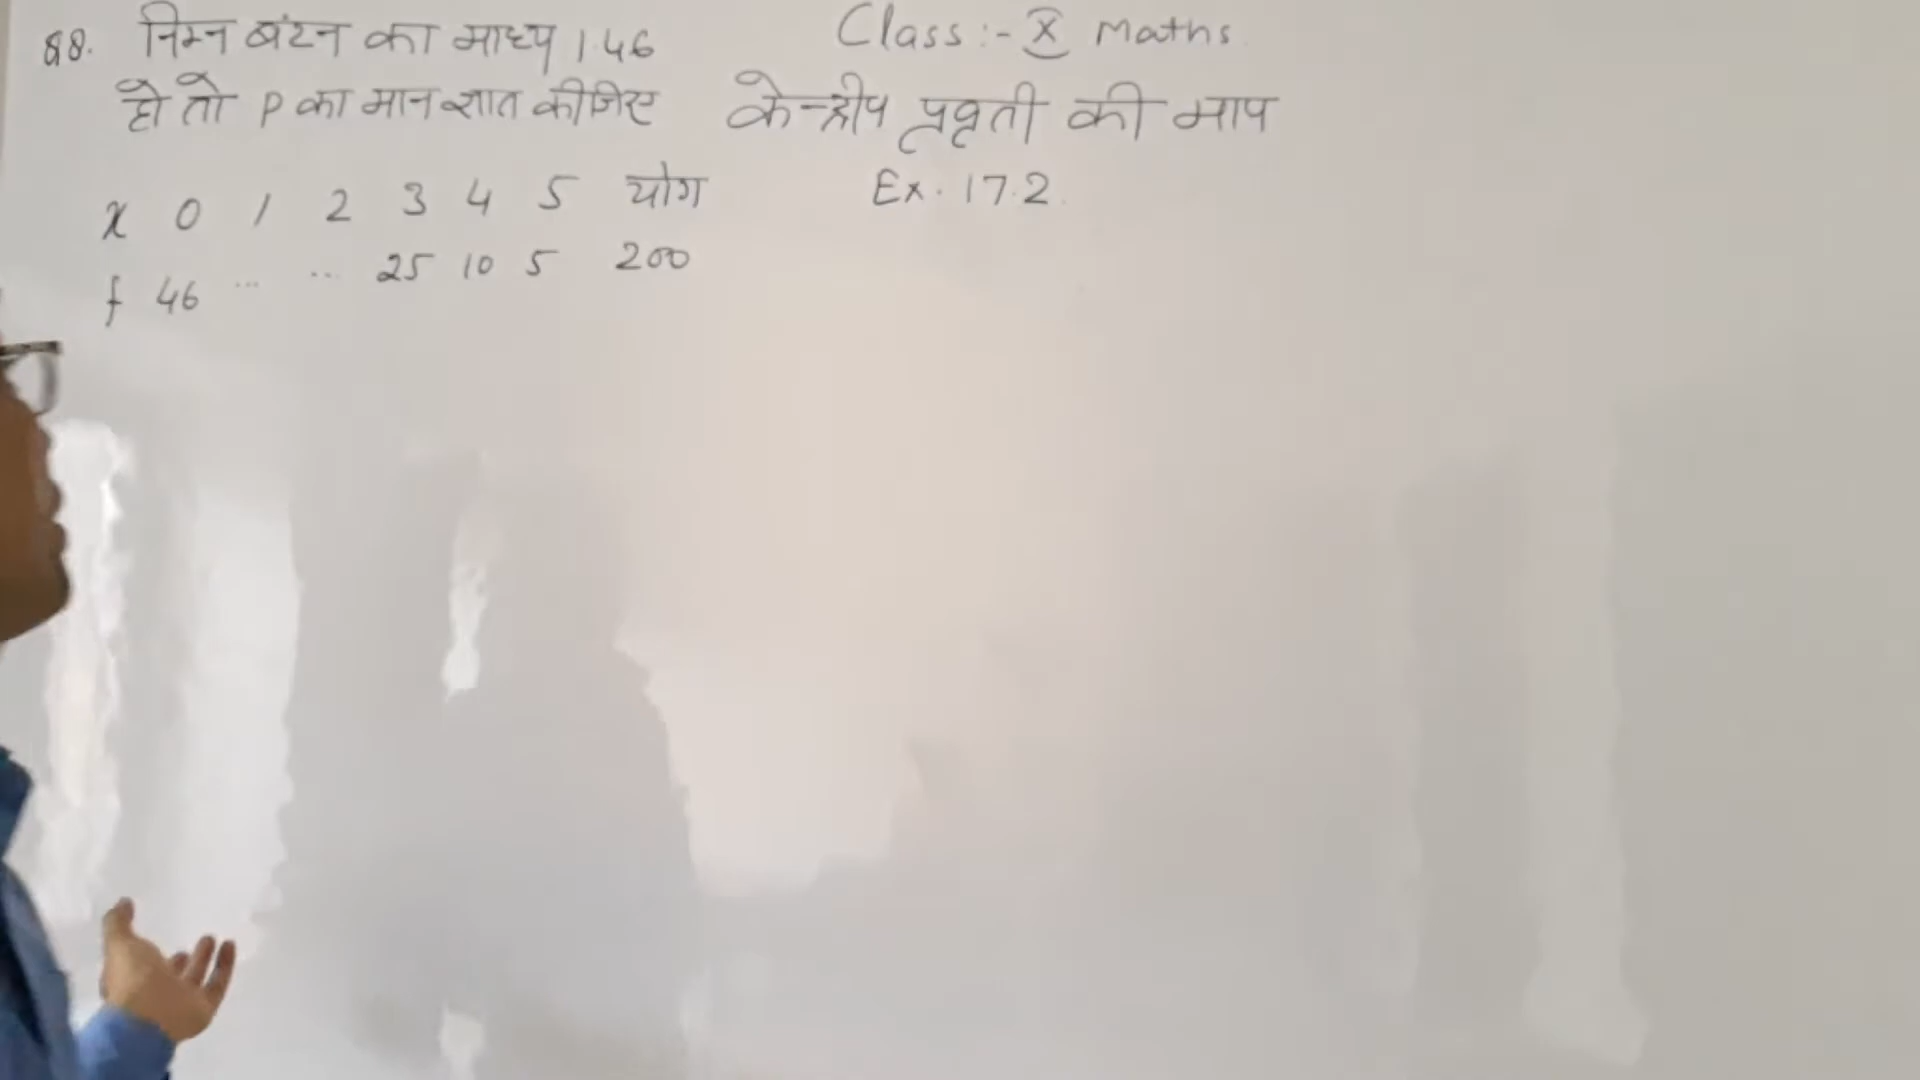 Q8. निम्न बंटन का माध्य 1.46
हो तो P का मान ज्ञात कीजिए
x 0 1 2 3 4 5 योग
f 46 ... ... 25 10 5 200
Class :- X Maths
केन्द्रीय प्रवृती की माप
Ex. 17.2